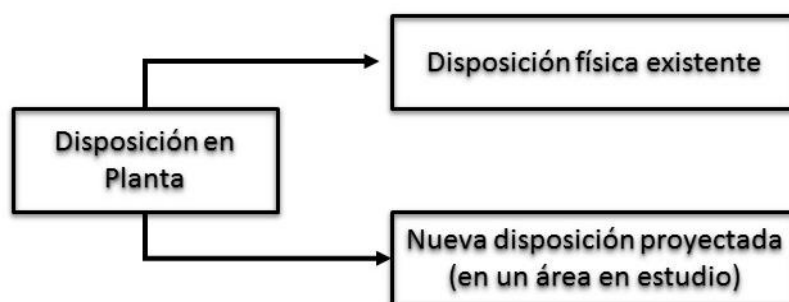 Disposición física existente
Disposición en
Planta
Nueva disposición proyectada
(en un área en estudio)